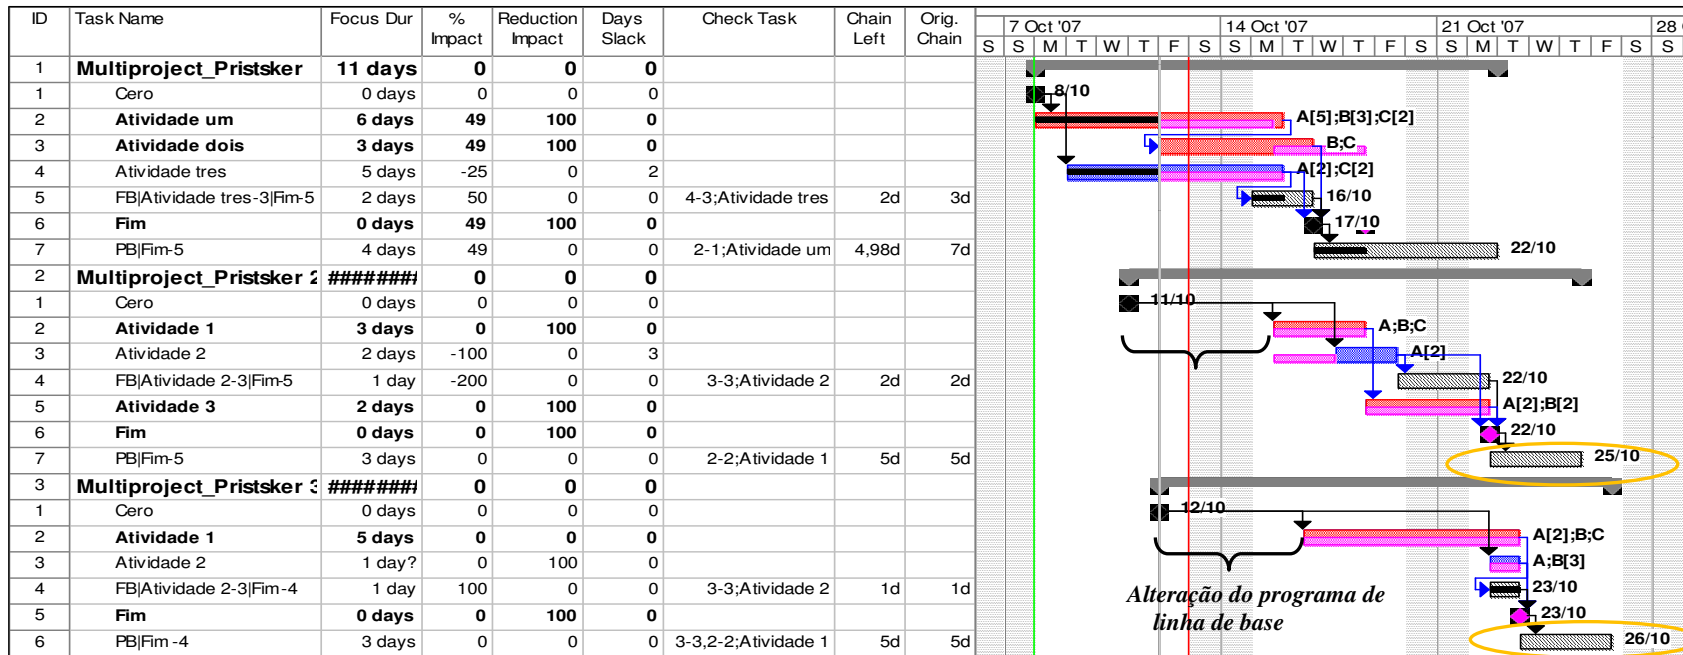 ID Task Name Focus Dur % Impact Reduction Impact Days Slack Check Task Chain Left Orig. Chain
7 Oct '07 14 Oct '07 21 Oct '07 28
S S M T W T F S S M T W T F S S M T W T F S S
1 Multiproject_Pristsker 11 days 0 0 0
1 Cero 0 days 0 0 0 8/10
2 Atividade um 6 days 49 100 0 A[5];B[3];C[2]
3 Atividade dois 3 days 49 100 0 B;C
4 Atividade tres 5 days -25 0 2 A[2];C[2]
5 FB|Atividade tres-3|Fim-5 2 days 50 0 0 4-3;Atividade tres 2d 3d 16/10
6 Fim 0 days 49 100 0 17/10
7 PB|Fim-5 4 days 49 0 0 2-1;Atividade um 4,98d 7d 22/10
2 Multiproject_Pristsker 2 ######## 0 0 0
1 Cero 0 days 0 0 0 11/10
2 Atividade 1 3 days 0 100 0 A;B;C
3 Atividade 2 2 days -100 0 3 A[2]
4 FB|Atividade 2-3|Fim-5 1 day -200 0 0 3-3;Atividade 2 2d 2d 22/10
5 Atividade 3 2 days 0 100 0 A[2];B[2]
6 Fim 0 days 0 100 0 22/10
7 PB|Fim-5 3 days 0 0 0 2-2;Atividade 1 5d 5d 25/10
3 Multiproject_Pristsker 3 ######## 0 0 0
1 Cero 0 days 0 0 0 12/10
2 Atividade 1 5 days 0 0 0 A[2];B;C
3 Atividade 2 1 day? 0 100 0 A;B[3]
4 FB|Atividade 2-3|Fim-4 1 day 100 0 0 3-3;Atividade 2 1d 1d 23/10
5 Fim 0 days 0 100 0 23/10
6 PB|Fim-4 3 days 0 0 0 3-3,2-2;Atividade 1 5d 5d 26/10
Alteração do programa de
linha de base